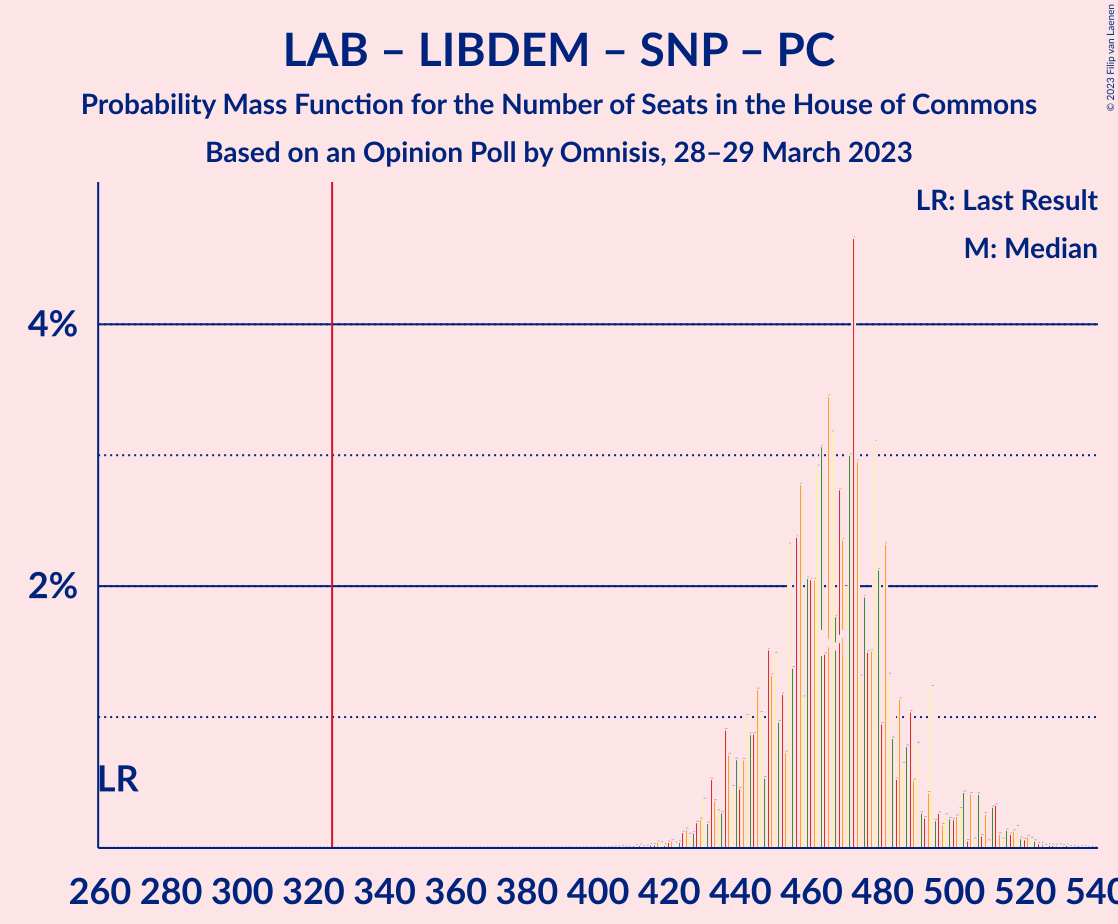 LAB – LIBDEM – SNP – PC
Probability Mass Function for the Number of Seats in the House of Commons
Based on an Opinion Poll by Omnisis, 28–29 March 2023
© 2023 Filip van Laenen
LR: Last Result
M: Median
4%
2%
LR
260 280 300 320 340 360 380 400 420 440 460 480 500 520 540